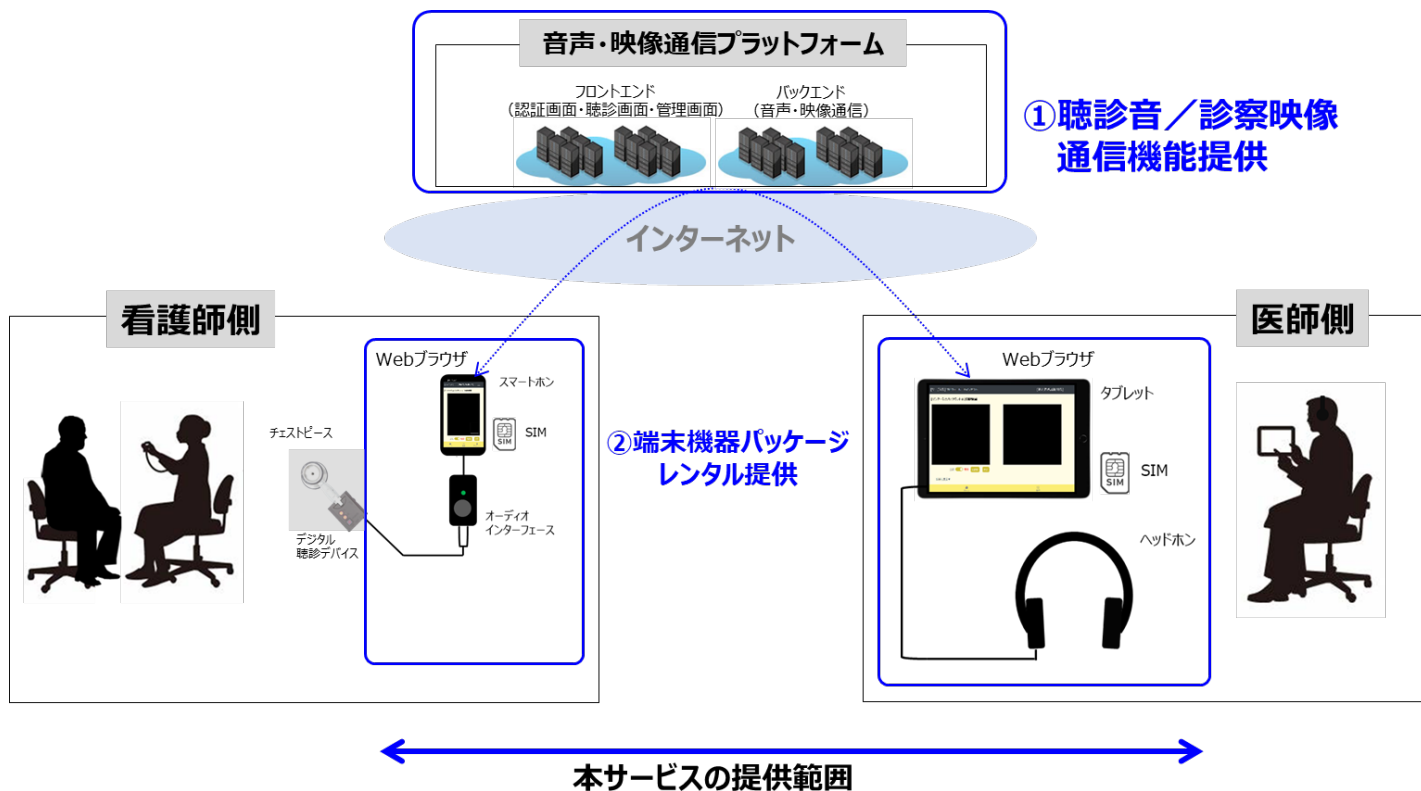 音声・映像通信プラットフォーム
フロントエンド
（認証画面・聴診画面・管理画面）
バックエンド
（音声・映像通信）
①聴診音／診察映像
通信機能提供
インターネット
看護師側
Webブラウザ
スマートホン
SIM
SIM
チェストピース
デジタル
聴診デバイス
オーディオ
インターフェース
②端末機器パッケージ
レンタル提供
医師側
Webブラウザ
タブレット
SIM
SIM
ヘッドホン
本サービスの提供範囲